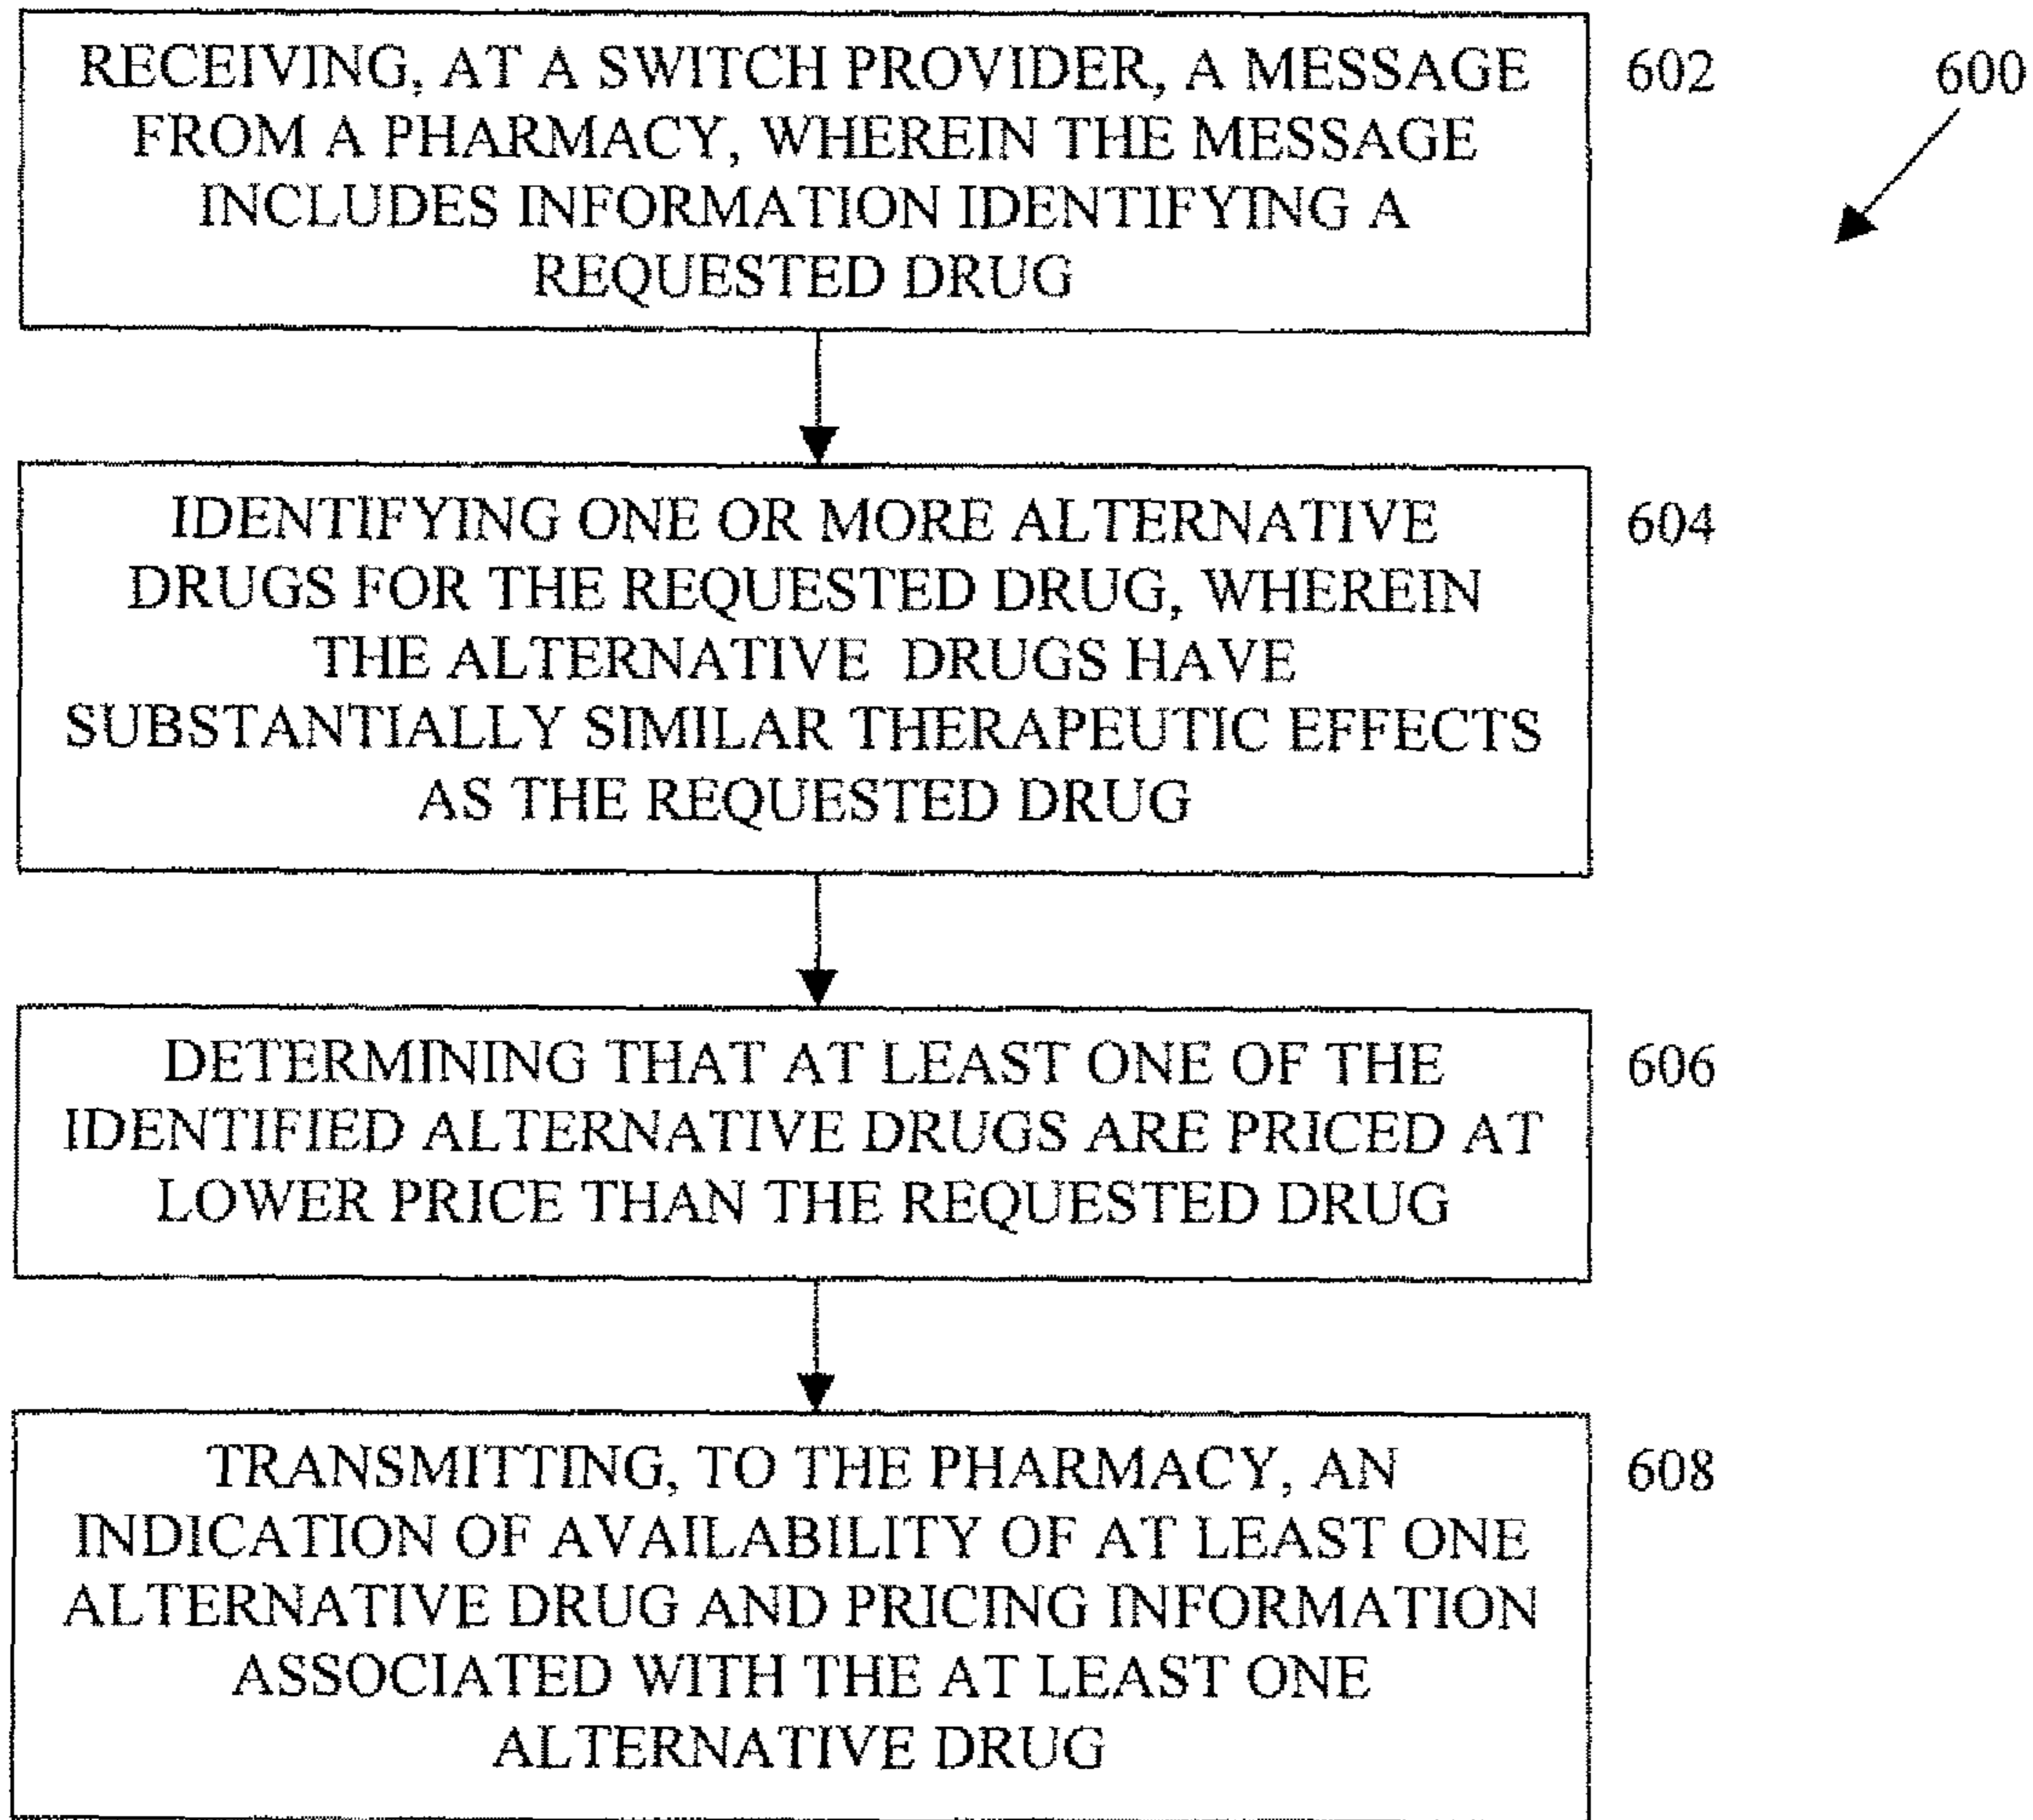 RECEIVING, AT A SWITCH PROVIDER, A MESSAGE
FROM A PHARMACY, WHEREIN THE MESSAGE
INCLUDES INFORMATION IDENTIFYING A
REQUESTED DRUG
602
600
IDENTIFYING ONE OR MORE ALTERNATIVE
DRUGS FOR THE REQUESTED DRUG, WHEREIN
THE ALTERNATIVE DRUGS HAVE
SUBSTANTIALLY SIMILAR THERAPEUTIC EFFECTS
AS THE REQUESTED DRUG
604
DETERMINING THAT AT LEAST ONE OF THE
IDENTIFIED ALTERNATIVE DRUGS ARE PRICED AT
LOWER PRICE THAN THE REQUESTED DRUG
606
TRANSMITTING, TO THE PHARMACY, AN
INDICATION OF AVAILABILITY OF AT LEAST ONE
ALTERNATIVE DRUG AND PRICING INFORMATION
ASSOCIATED WITH THE AT LEAST ONE
ALTERNATIVE DRUG
608